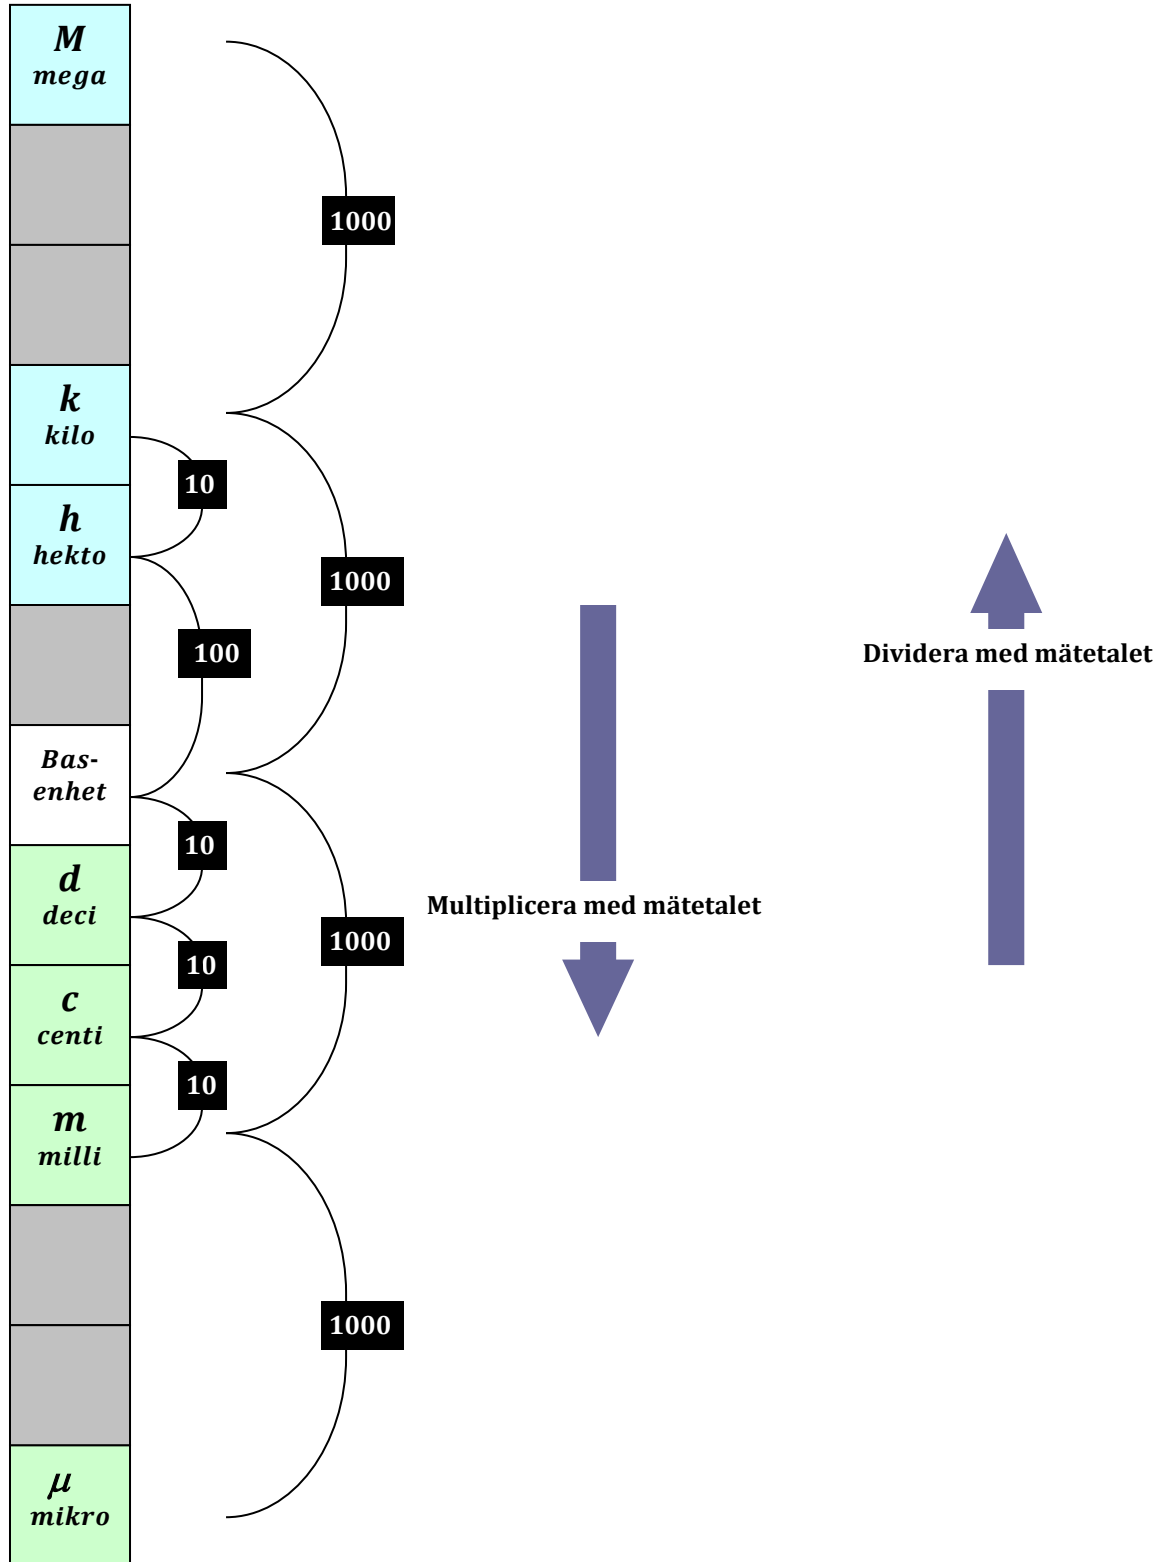 M
mega
1000
k
kilo
10
h
hekto
1000
100
Dividera med mätetalet
Bas-
enhet
10
d
deci
Multiplicera med mätetalet
1000
10
c
centi
10
m
milli
1000
μ
mikro